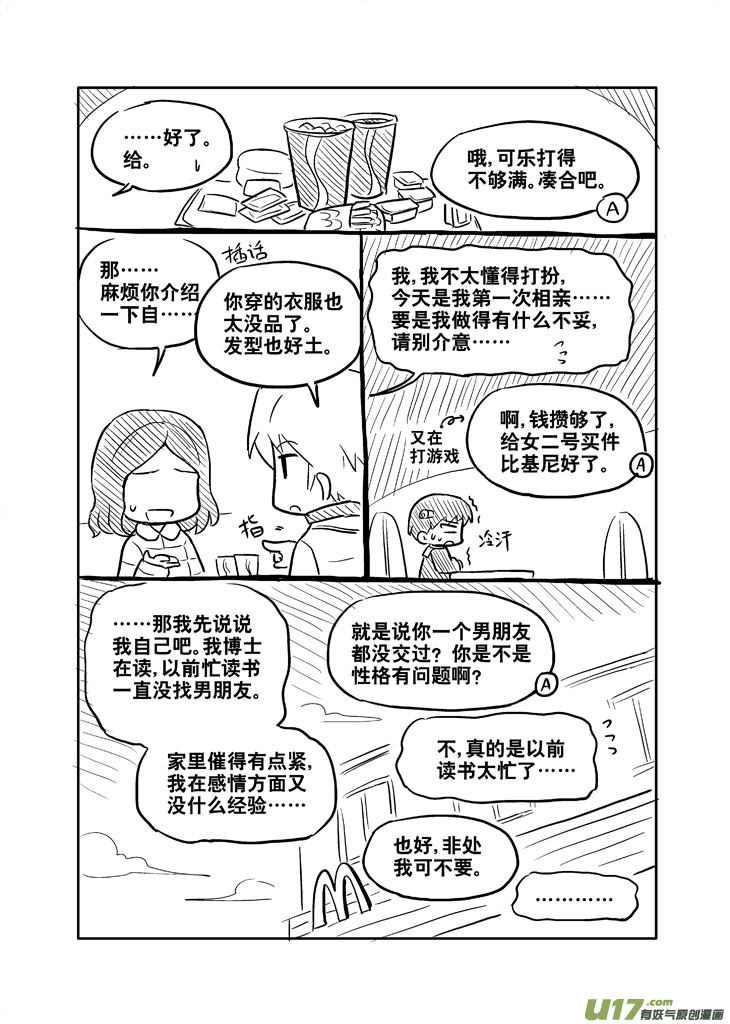 ……好了。
给。
哦，可乐打得
不够满。凑合吧。
A
那……
麻烦你介绍
一下自……
插话
你穿的衣服也
太没品了。
发型也好土。
指
我，我不太懂得打扮，
今天是我第一次相亲……
要是我做得有什么不妥，
请别介意……
又在
打游戏
啊，钱攒够了，
给女二号买件
比基尼好了。
A
冷汗
……那我先说说
我自己吧。我博士
在读，以前忙读书
一直没找男朋友。
家里催得有点紧，
我在感情方面又
没什么经验……
就是说你一个男朋友
都没交过？你是不是
性格有问题啊？
A
不，真的是以前
读书太忙了……
也好，非处
我可不要。
…………
M
U17.com
有妖气原创漫画